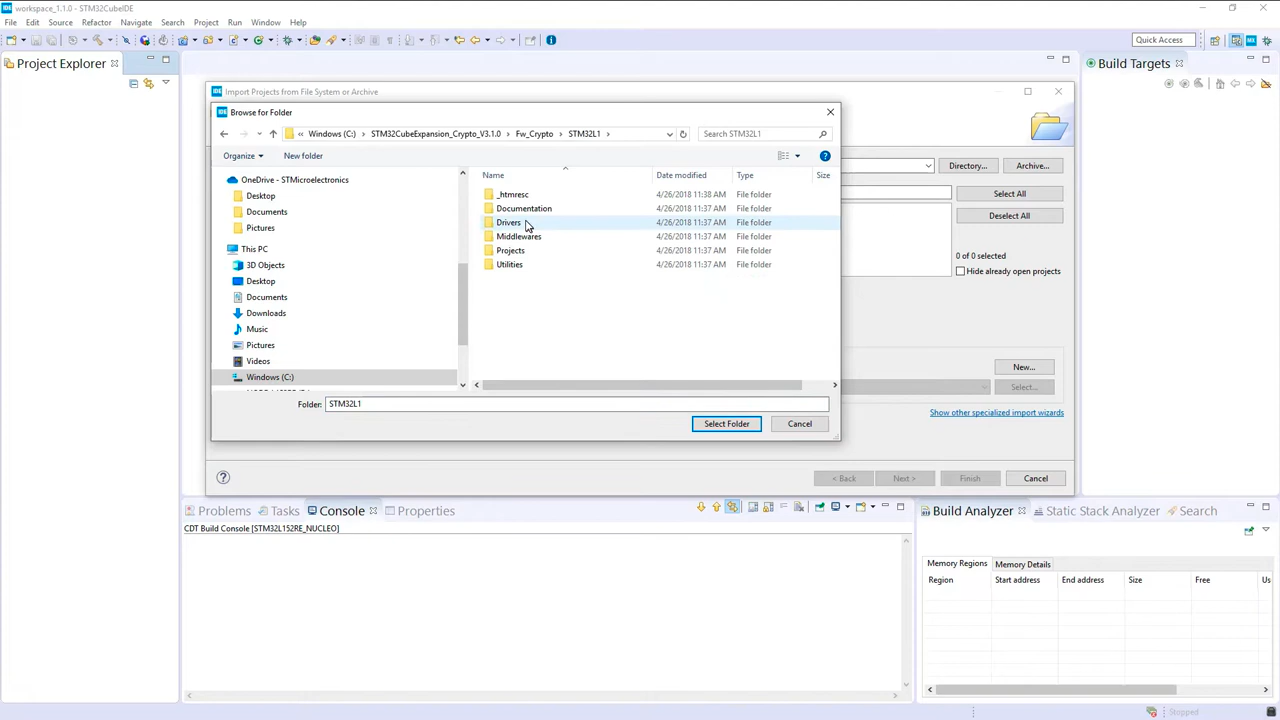 workspace_1.1.0 - STM32CubeIDE
File Edit Source Refactor Navigate Search Project Run Window Help
Quick Access
Project Explorer
Build Targets
Import Projects from File System or Archive
Browse for Folder
« Windows (C:) › STM32CubeExpansion_Crypto_V3.1.0 › Fw_Crypto › STM32L1 ›
Search STM32L1
Organize
New folder
Directory...
Archive...
Select All
Deselect All
0 of 0 selected
Hide already open projects
New...
Select...
Show other specialized import wizards
OneDrive - STMicroelectronics
Desktop
Documents
Pictures
This PC
3D Objects
Desktop
Documents
Downloads
Music
Pictures
Videos
Windows (C:)
Name Date modified Type Size
_htmresc 4/26/2018 11:38 AM File folder
Documentation 4/26/2018 11:37 AM File folder
Drivers 4/26/2018 11:37 AM File folder
Middlewares 4/26/2018 11:37 AM File folder
Projects 4/26/2018 11:37 AM File folder
Utilities 4/26/2018 11:37 AM File folder
Folder: STM32L1
Select Folder
Cancel
< Back
Next >
Finish
Cancel
Problems Tasks Console Properties
CDT Build Console [STM32L152RE_NUCLEO]
Build Analyzer Static Stack Analyzer Search
Memory Regions Memory Details
Region Start address End address Size Free Us
Stopped